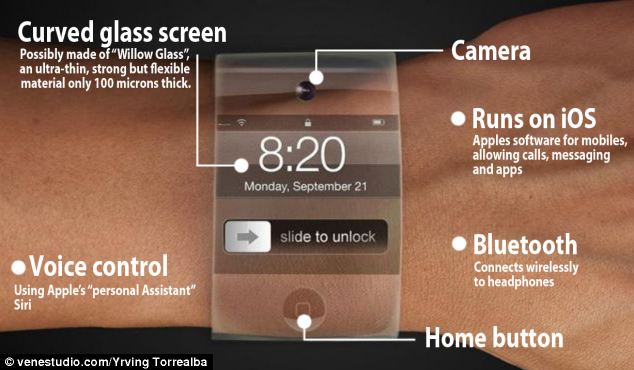 Curved glass screen
Possibly made of “Willow Glass”,
an ultra-thin, strong but flexible
material only 100 microns thick.
Camera
Runs on iOS
Apples software for mobiles,
allowing calls, messaging
and apps
8:20
Monday, September 21
slide to unlock
Voice control
Using Apple’s “personal Assistant”
Siri
Bluetooth
Connects wirelessly
to headphones
Home button
© venestudio.com/Yrving Torrealba